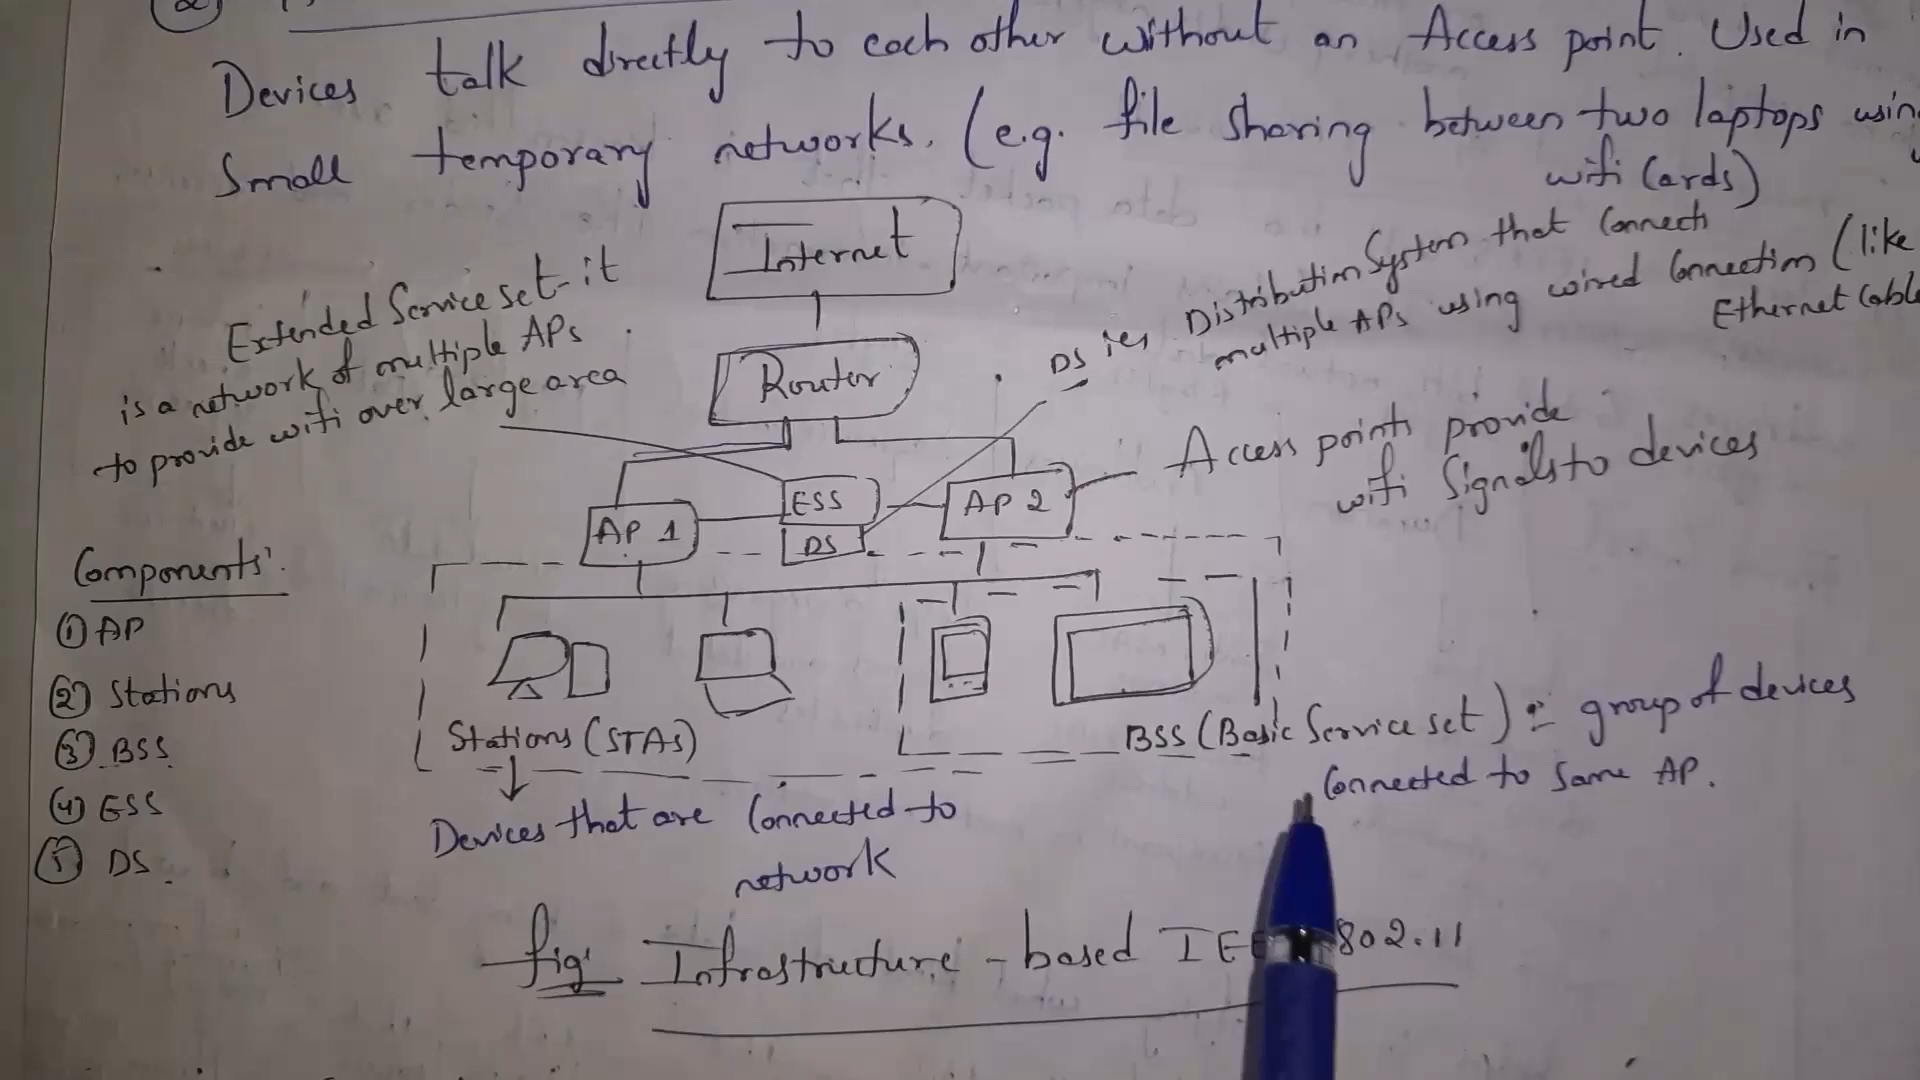 2
Devices talk directly to each other without an Access point. Used in
Small temporary networks. (e.g. file sharing between two laptops using
wifi Cards)
Internet
Extended Service set - it
is a network of multiple APs
to provide wifi over large area
Router
DS is Distribution System that Connects
multiple APs using wired Connection (like
Ethernet Cable
Access points provide
wifi Signals to devices
AP 1
ESS
DS
AP 2
Components:
1 AP
2 Stations
3 BSS
4 ESS
5 DS.
Stations (STAs)
Devices that are Connected to
network
BSS (Basic Service set) = group of devices
Connected to same AP.
fig: Infrastructure - based IEE 802.11